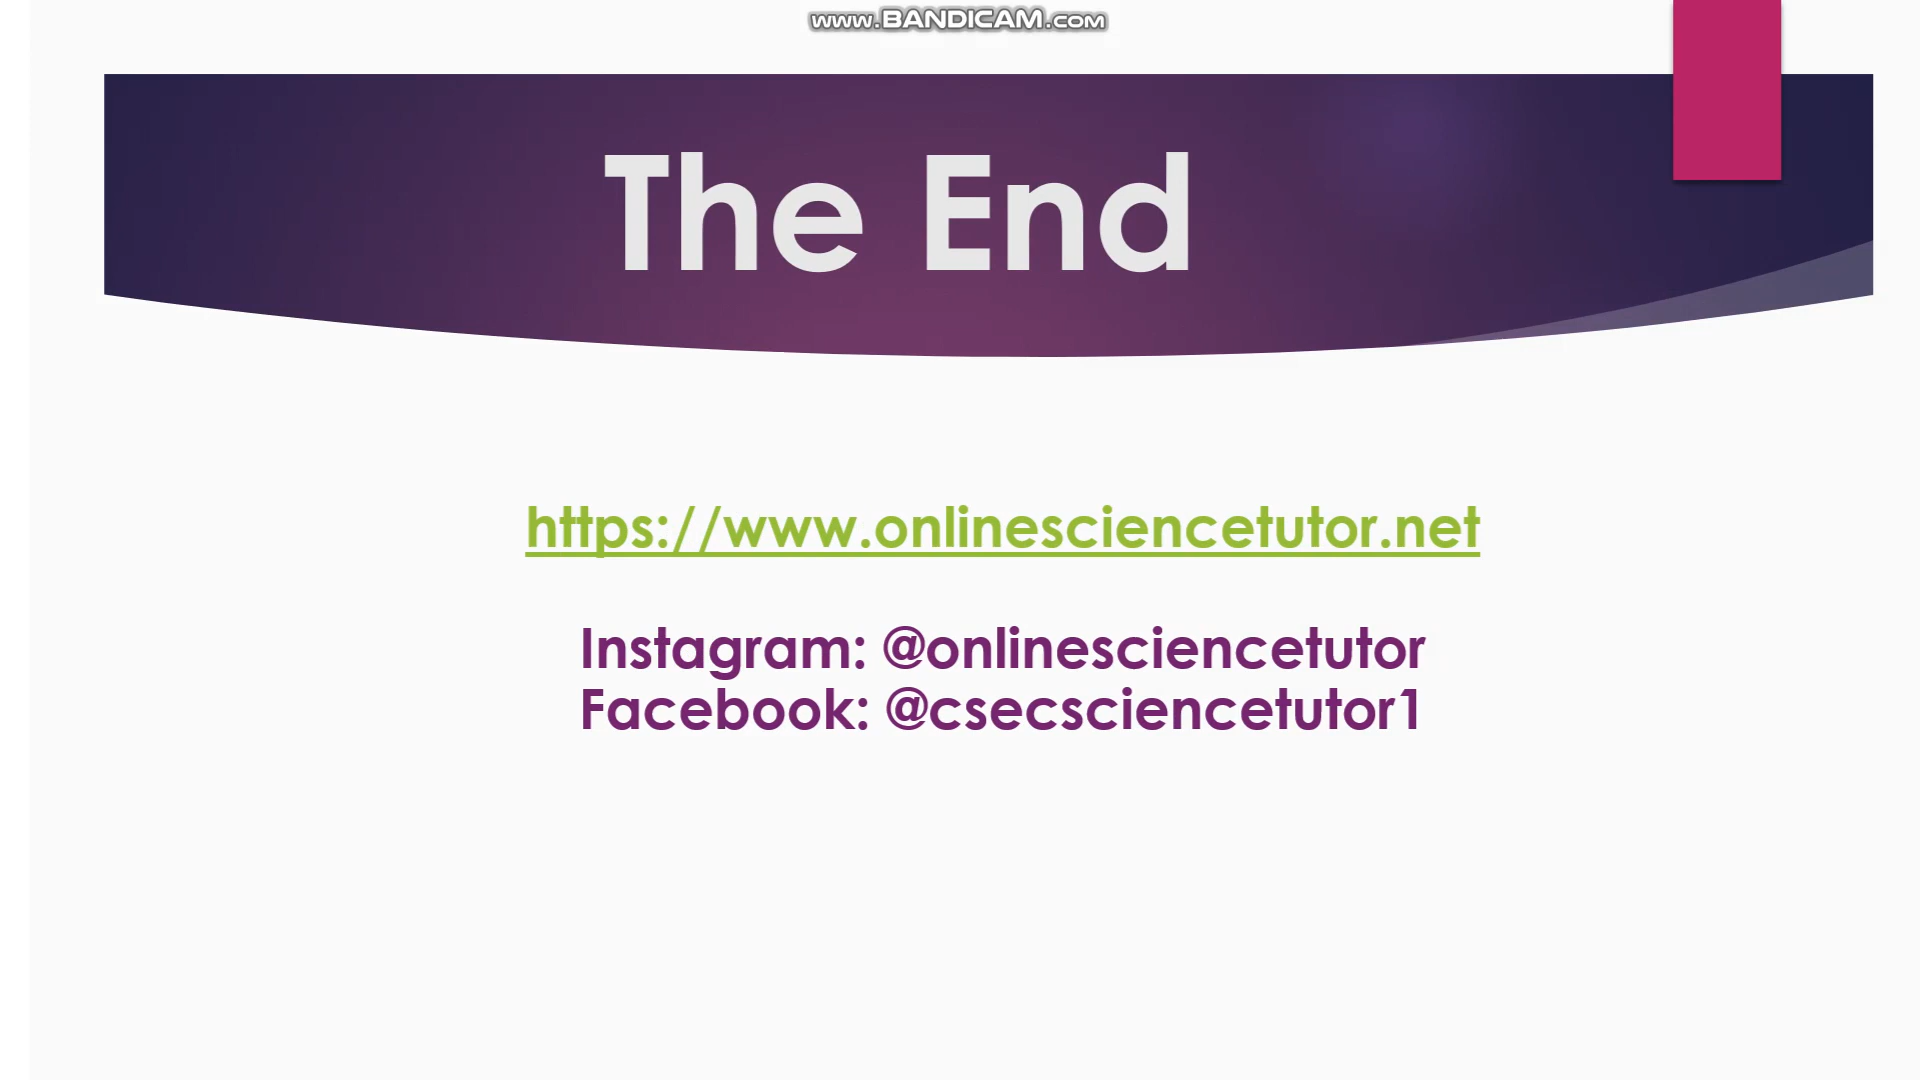 www.BANDICAM.com
The End
https://www.onlinesciencetutor.net
Instagram: @onlinesciencetutor
Facebook: @csecsciencetutor1